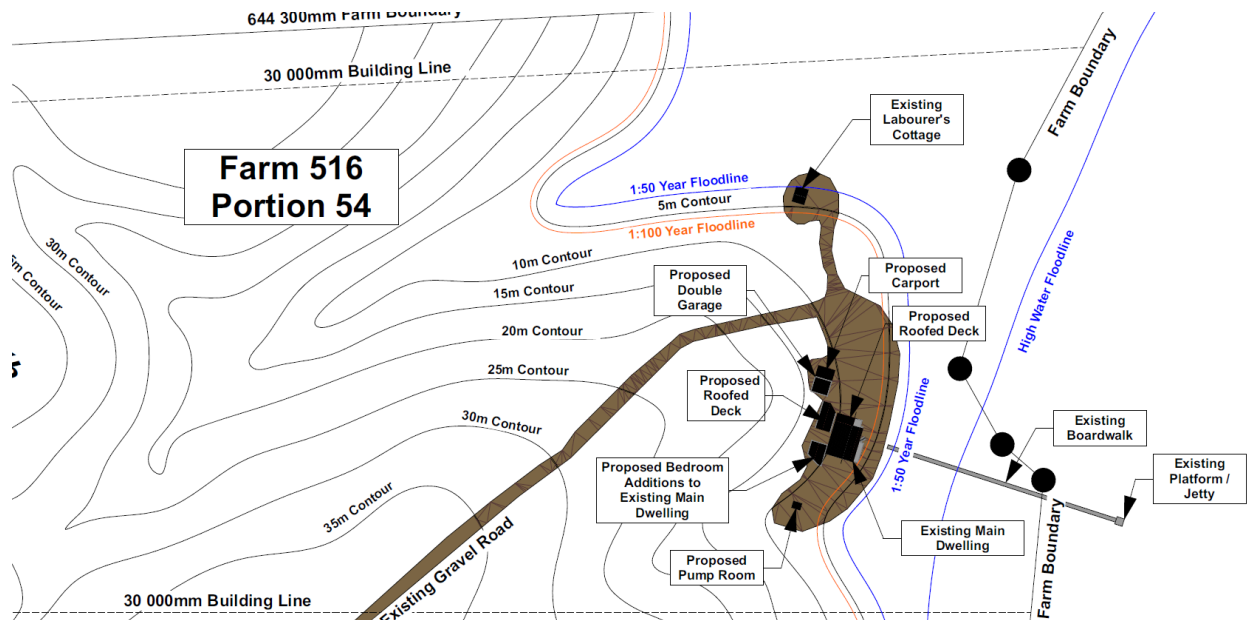 644 300mm Farm Boundary
30 000mm Building Line
Farm Boundary
Existing
Labourer's
Cottage
Farm 516
Portion 54
1:50 Year Floodline
5m Contour
1:100 Year Floodline
30m Contour
5m Contour
10m Contour
15m Contour
20m Contour
25m Contour
30m Contour
35m Contour
Proposed
Double
Garage
Proposed
Carport
Proposed
Roofed Deck
High Water Floodline
Proposed
Roofed
Deck
1:50 Year Floodline
Existing
Boardwalk
Existing
Platform /
Jetty
Proposed Bedroom
Additions to
Existing Main
Dwelling
Existing Main
Dwelling
Proposed
Pump Room
Existing Gravel Road
30 000mm Building Line
Farm Boundary